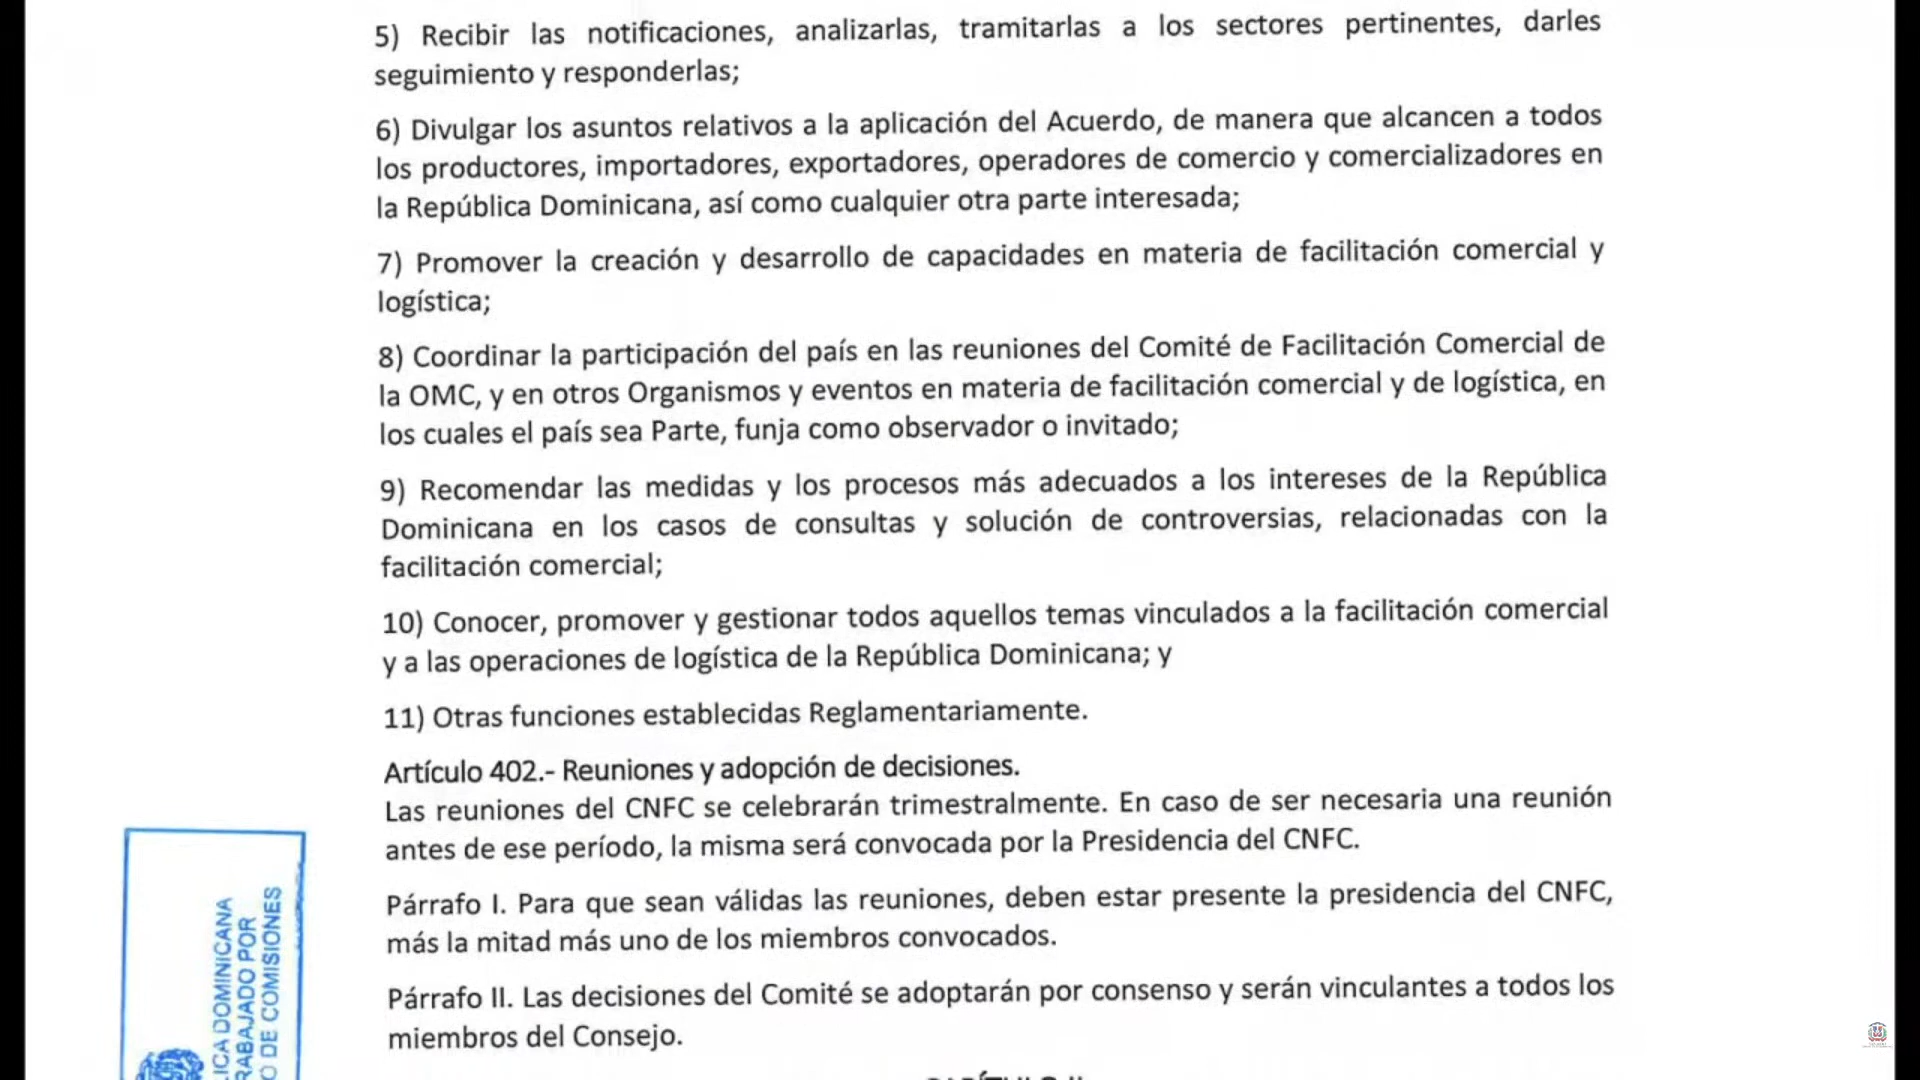 5) Recibir las notificaciones, analizarlas, tramitarlas a los sectores pertinentes, darles
seguimiento y responderlas;
6) Divulgar los asuntos relativos a la aplicación del Acuerdo, de manera que alcancen a todos
los productores, importadores, exportadores, operadores de comercio y comercializadores en
la República Dominicana, así como cualquier otra parte interesada;
7) Promover la creación y desarrollo de capacidades en materia de facilitación comercial y
logística;
8) Coordinar la participación del país en las reuniones del Comité de Facilitación Comercial de
la OMC, y en otros Organismos y eventos en materia de facilitación comercial y de logística, en
los cuales el país sea Parte, funja como observador o invitado;
9) Recomendar las medidas y los procesos más adecuados a los intereses de la República
Dominicana en los casos de consultas y solución de controversias, relacionadas con la
facilitación comercial;
10) Conocer, promover y gestionar todos aquellos temas vinculados a la facilitación comercial
y a las operaciones de logística de la República Dominicana; y
11) Otras funciones establecidas Reglamentariamente.
Artículo 402.- Reuniones y adopción de decisiones.
Las reuniones del CNFC se celebrarán trimestralmente. En caso de ser necesaria una reunión
antes de ese período, la misma será convocada por la Presidencia del CNFC.
Párrafo I. Para que sean válidas las reuniones, deben estar presente la presidencia del CNFC,
más la mitad más uno de los miembros convocados.
Párrafo II. Las decisiones del Comité se adoptarán por consenso y serán vinculantes a todos los
miembros del Consejo.
LICA DOMINICANA
RABAJADO POR
O DE COMISIONES